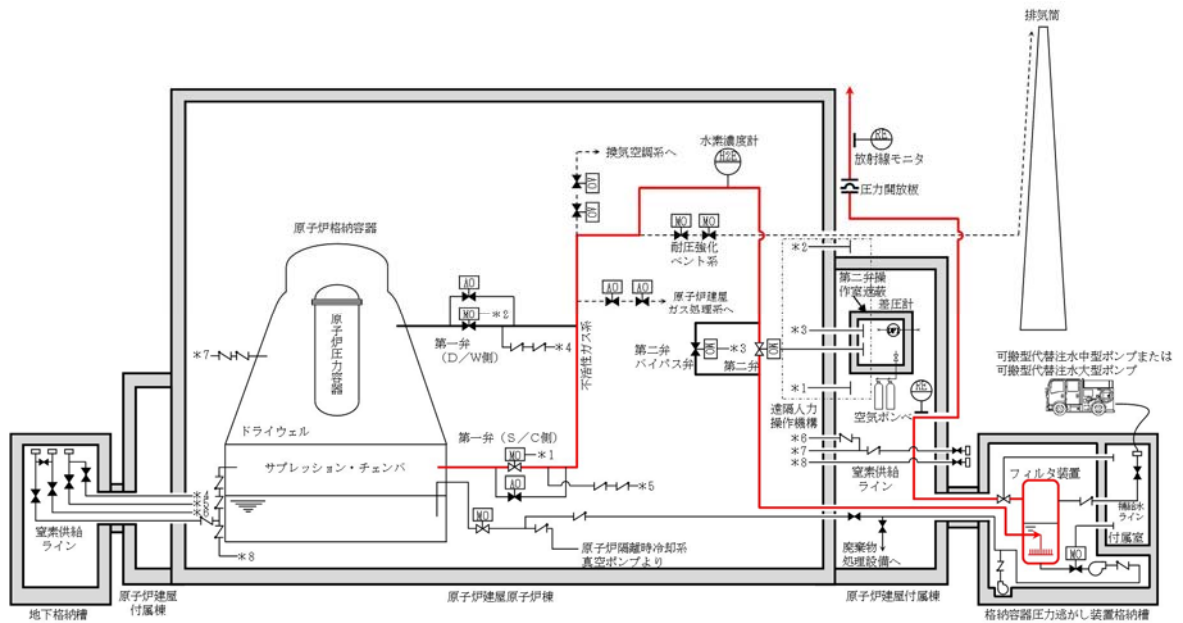 排気筒
水素濃度計
H2E
RE
放射線モニタ
圧力開放板
換気空調系へ
AO
AO
原子炉格納容器
原子炉圧力容器
MO
MO
耐圧強化
ベント系
*2
AO
MO
*2
第一弁
(D/W側)
*4
AO
AO
原子炉建屋
ガス処理系へ
不活性ガス系
第二弁操
作室遮蔽
差圧計
*3
*7
MO
*3
第二弁
バイパス弁
第二弁
MO
*1
空気ボンベ
RE
遠隔人力
操作機構
可搬型代替注水中型ポンプまたは
可搬型代替注水大型ポンプ
ドライウェル
第一弁(S/C側)
MO
*1
AO
*5
サプレッション・チェンバ
*6
*7
*8
窒素供給
ライン
フィルタ装置
補給水
ライン
付属室
MO
窒素供給
ライン
*8
MO
原子炉隔離時冷却系
真空ポンプより
廃棄物
処理設備へ
原子炉建屋
付属棟
原子炉建屋原子炉棟
原子炉建屋付属棟
地下格納槽
格納容器圧力逃がし装置格納槽